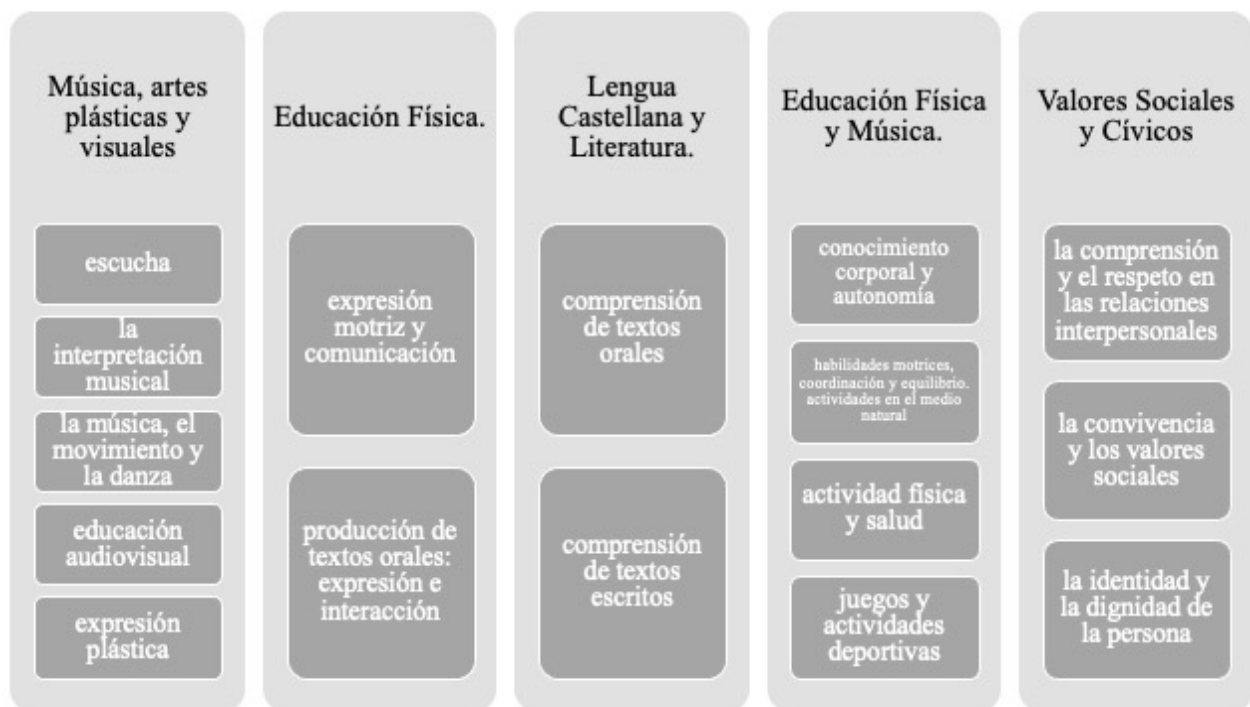 Música, artes
plásticas y
visuales
escucha
la
interpretación
musical
la música, el
movimiento y
la danza
educación
audiovisual
expresión
plástica
Educación Física.
expresión
motriz y
comunicación
producción de
textos orales:
expresión e
interacción
Lengua
Castellana y
Literatura.
comprensión
de textos
orales
comprensión
de textos
escritos
Educación Física
y Música.
conocimiento
corporal y
autonomía
habilidades motrices,
coordinación y equilibrio.
actividades en el medio
natural
actividad física
y salud
juegos y
actividades
deportivas
Valores Sociales
y Cívicos
la comprensión
y el respeto en
las relaciones
interpersonales
la convivencia
y los valores
sociales
la identidad y
la dignidad de
la persona